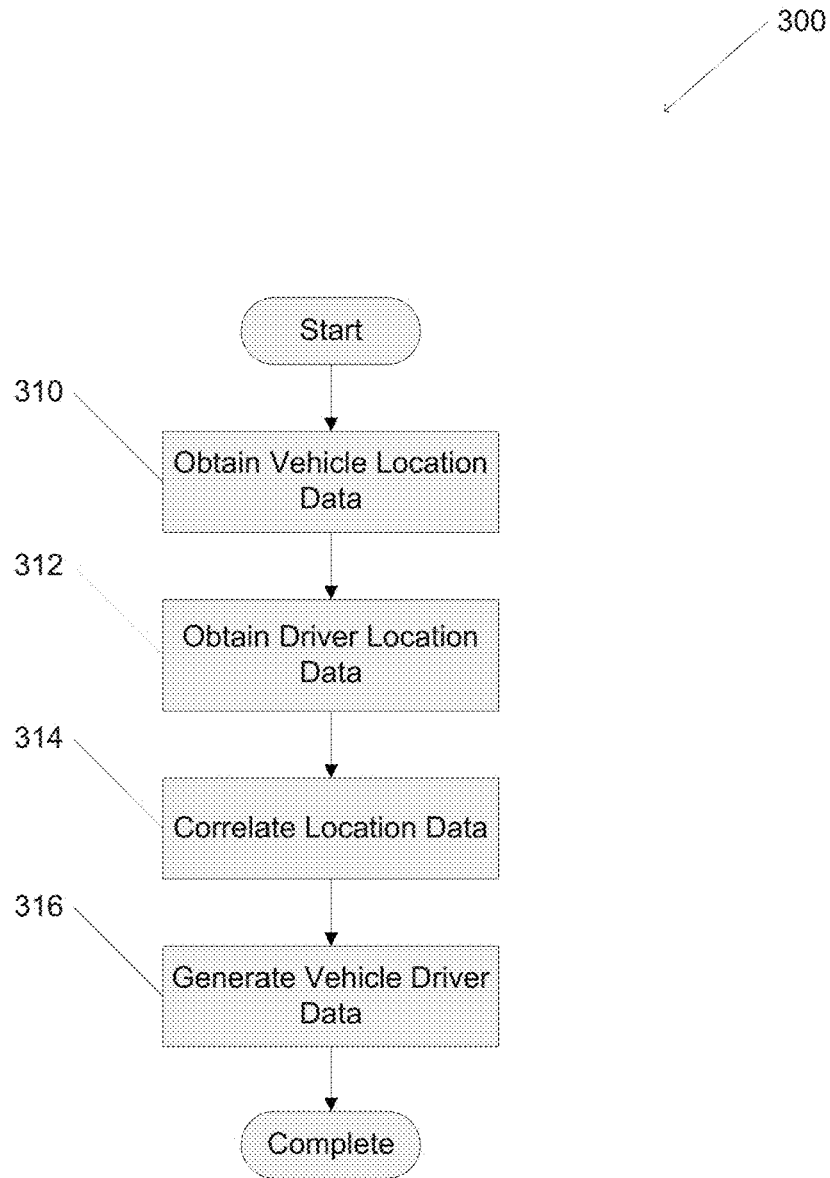 300
Start
310
Obtain Vehicle Location
Data
312
Obtain Driver Location
Data
314
Correlate Location Data
316
Generate Vehicle Driver
Data
Complete